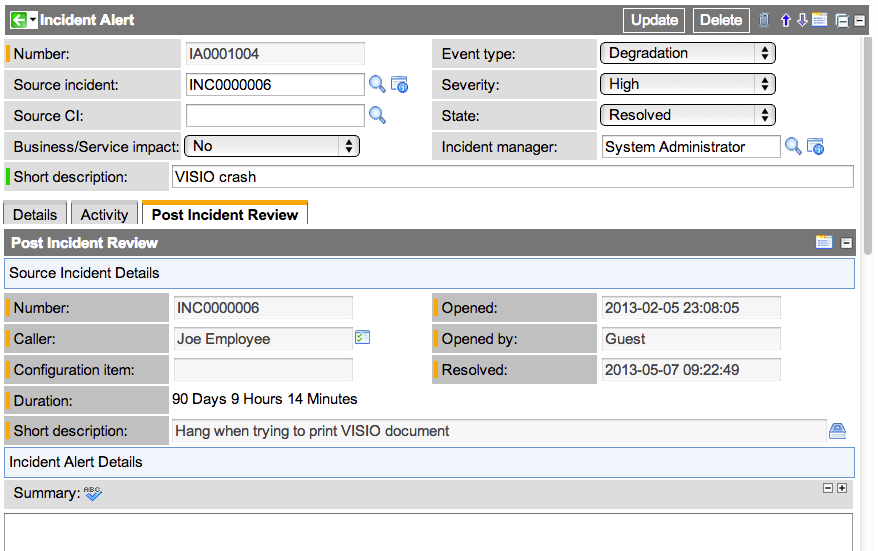 Incident Alert Update Delete
Number: IA0001004 Event type: Degradation
Source incident: INC0000006 Severity: High
Source CI: State: Resolved
Business/Service impact: No Incident manager: System Administrator
Short description: VISIO crash
Details Activity Post Incident Review
Post Incident Review
Source Incident Details
Number: INC0000006 Opened: 2013-02-05 23:08:05
Caller: Joe Employee Opened by: Guest
Configuration item: Resolved: 2013-05-07 09:22:49
Duration: 90 Days 9 Hours 14 Minutes
Short description: Hang when trying to print VISIO document
Incident Alert Details
Summary: ABC